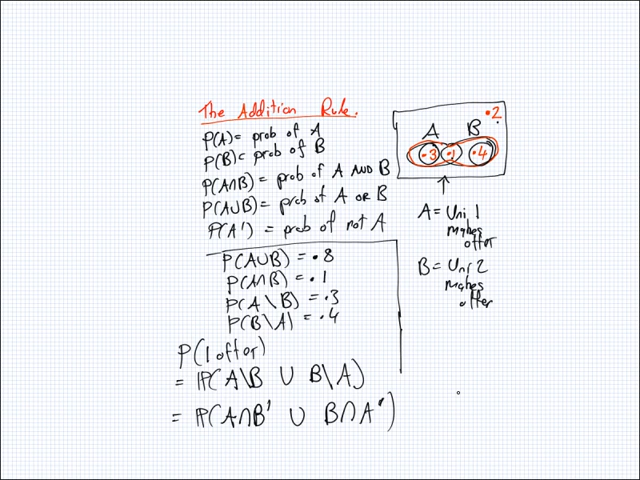 The Addition Rule.
P(A) = prob of A
P(B) = prob of B
P(A∩B) = prob of A AND B
P(A∪B) = prob of A OR B
P(A') = prob of not A
P(A∪B) = .8
P(A∩B) = .1
P(A \ B) = .3
P(B \ A) = .4
P(1 offer)
= P(A\B ∪ B\A)
= P(A∩B' ∪ B∩A')
.2
A B
.3 .1 .4
A = Uni 1
makes
offer
B = Uni 2
makes
offer